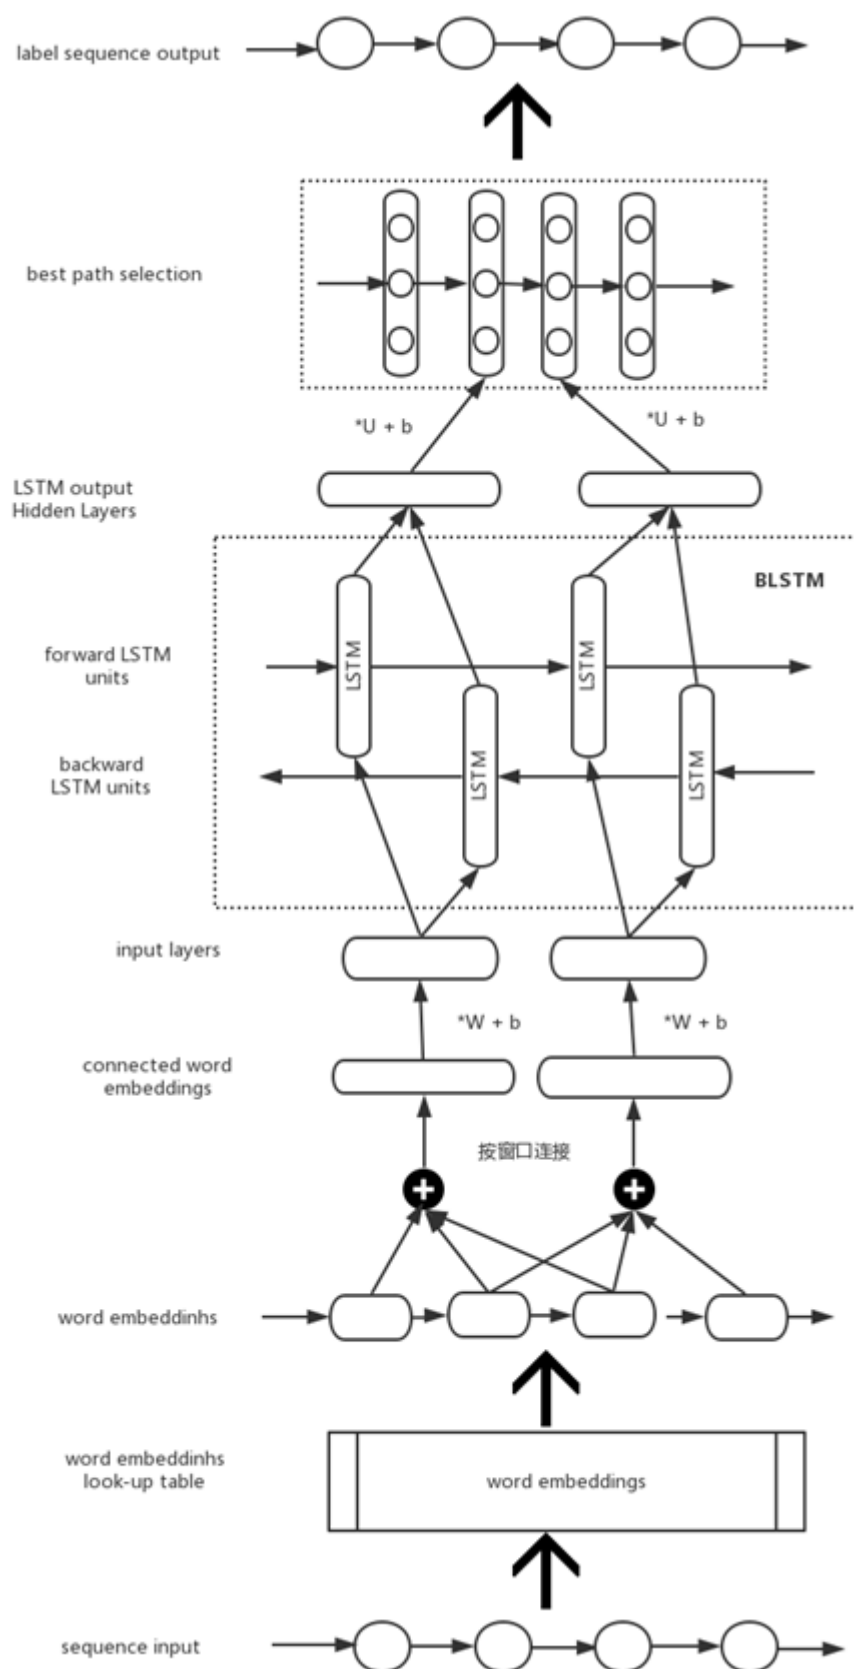 label sequence output
best path selection
*U + b
*U + b
LSTM output
Hidden Layers
BLSTM
forward LSTM
units
LSTM
LSTM
backward
LSTM units
LSTM
LSTM
input layers
*W + b
*W + b
connected word
embeddings
按窗口连接
word embeddinhs
word embeddinhs
look-up table
word embeddings
sequence input